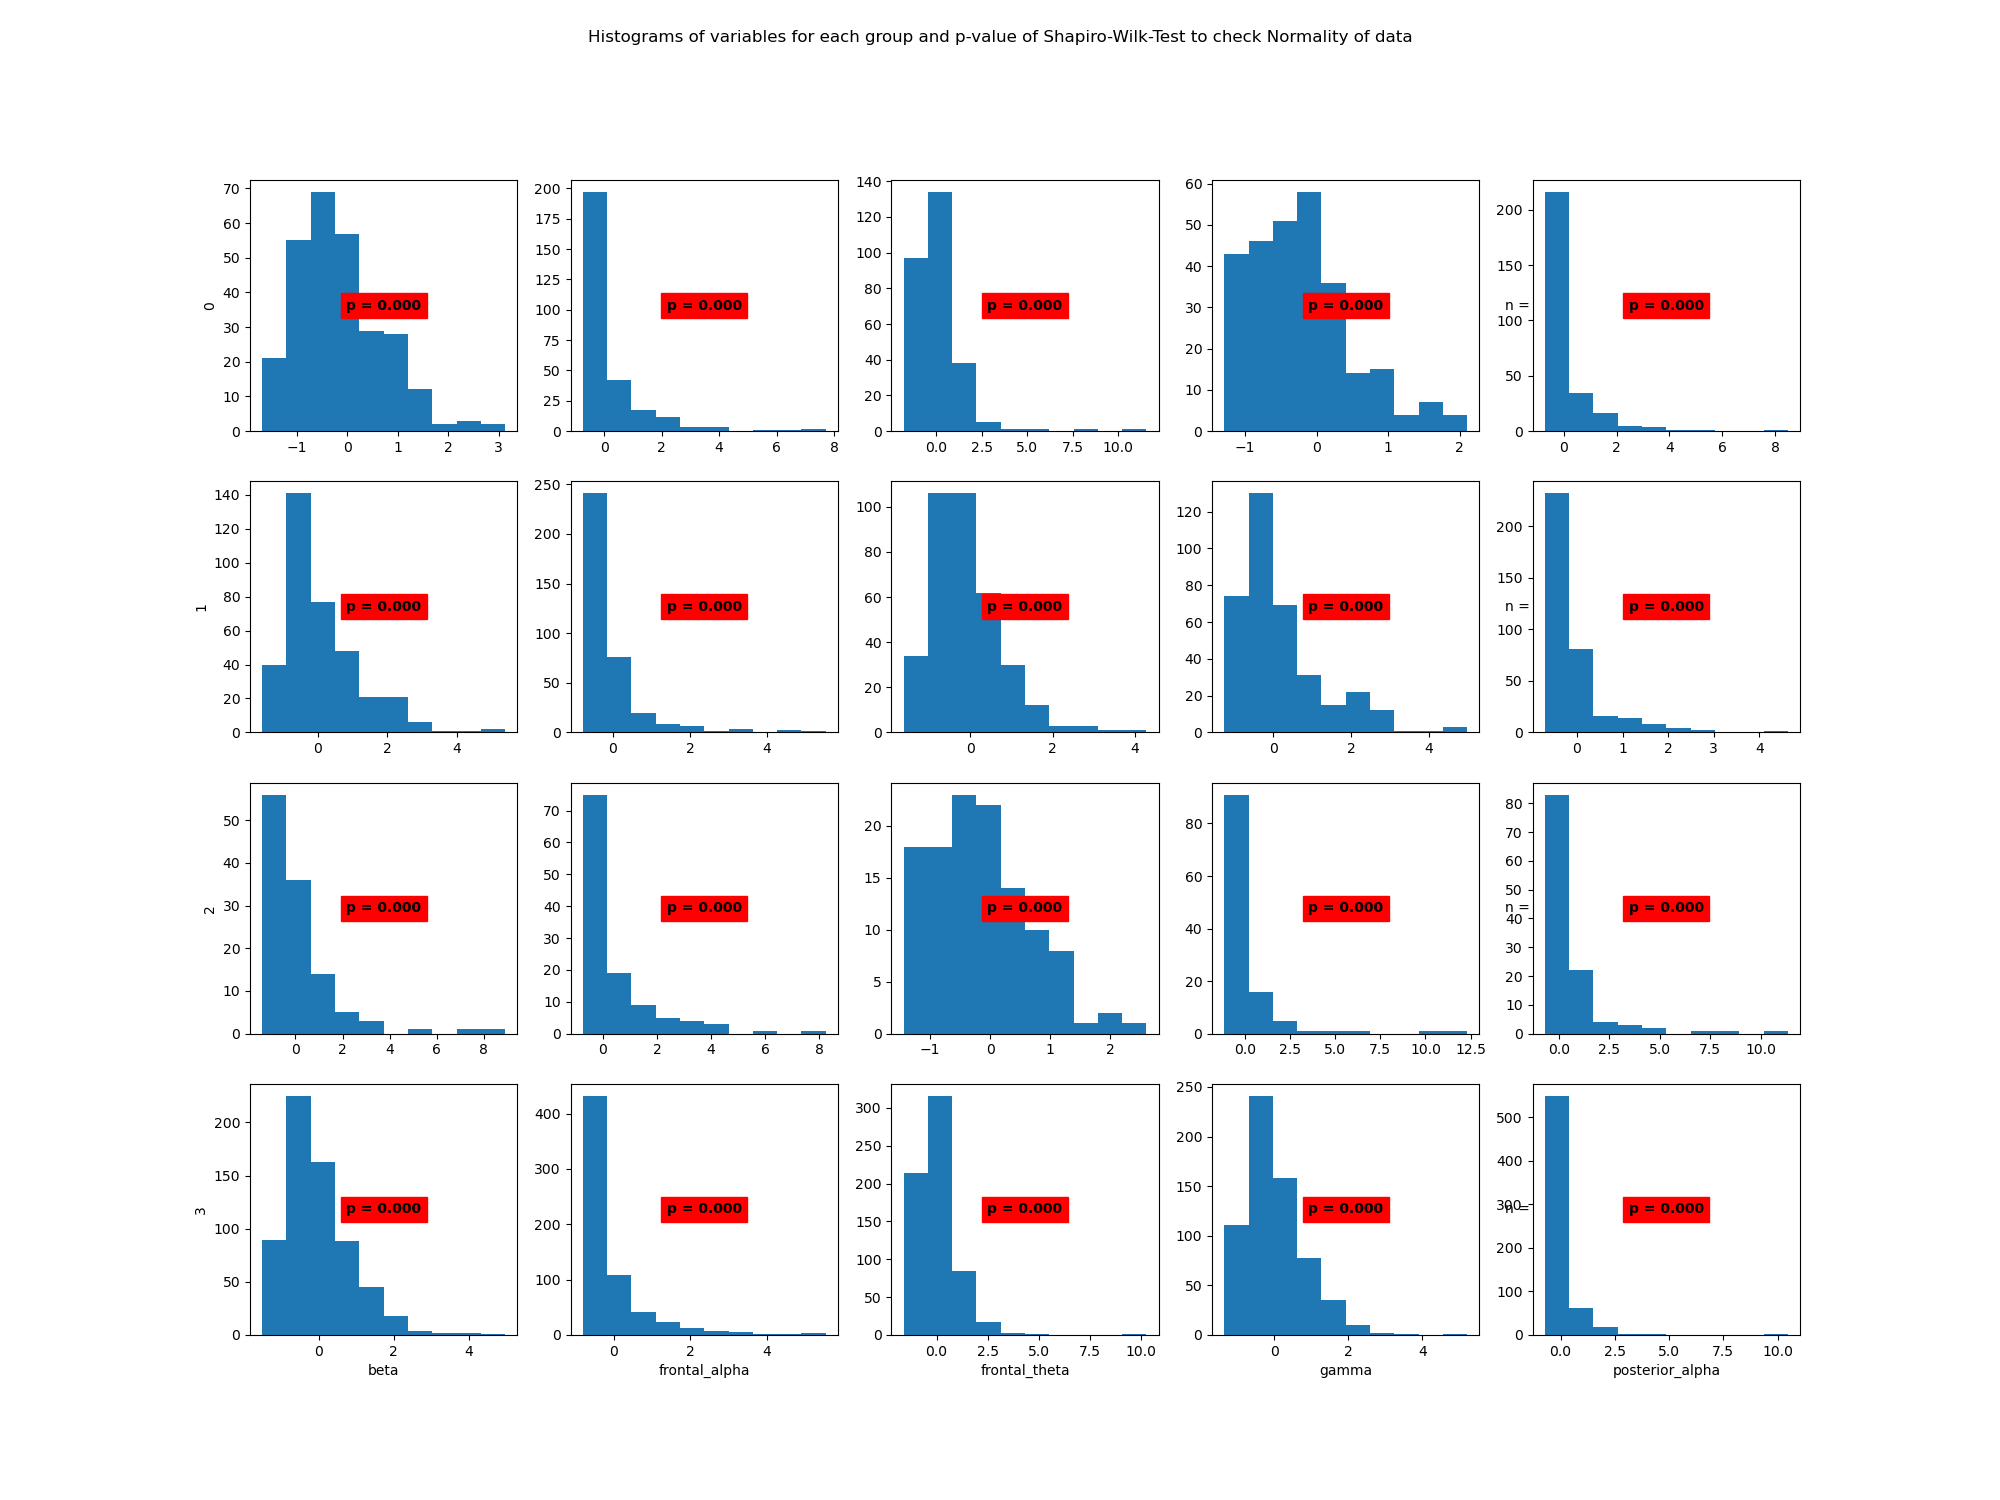 Histograms of variables for each group and p-value of Shapiro-Wilk-Test to check Normality of data
70
60
50
40
30
20
10
0
0
p = 0.000
−1 0 1 2 3
200
175
150
125
100
75
50
25
0
p = 0.000
0 2 4 6 8
140
120
100
80
60
40
20
0
p = 0.000
0.0 2.5 5.0 7.5 10.0
60
50
40
30
20
10
0
p = 0.000
−1 0 1 2
200
150
100
50
0
n =
p = 0.000
0 2 4 6 8
1
140
120
100
80
60
40
20
0
p = 0.000
0 2 4
250
200
150
100
50
0
p = 0.000
0 2 4
100
80
60
40
20
0
p = 0.000
0 2 4
120
100
80
60
40
20
0
p = 0.000
0 2 4
200
150
100
50
0
n =
p = 0.000
0 1 2 3 4
2
50
40
30
20
10
0
p = 0.000
0 2 4 6 8
70
60
50
40
30
20
10
0
p = 0.000
0 2 4 6 8
20
15
10
5
0
p = 0.000
−1 0 1 2
80
60
40
20
0
p = 0.000
0.0 2.5 5.0 7.5 10.0 12.5
80
70
60
50
40
30
20
10
0
n =
p = 0.000
0.0 2.5 5.0 7.5 10.0
3
200
150
100
50
0
p = 0.000
0 2 4
beta
400
300
200
100
0
p = 0.000
0 2 4
frontal_alpha
300
250
200
150
100
50
0
p = 0.000
0.0 2.5 5.0 7.5 10.0
frontal_theta
250
200
150
100
50
0
p = 0.000
0 2 4
gamma
500
400
300
200
100
0
n =
p = 0.000
0.0 2.5 5.0 7.5 10.0
posterior_alpha